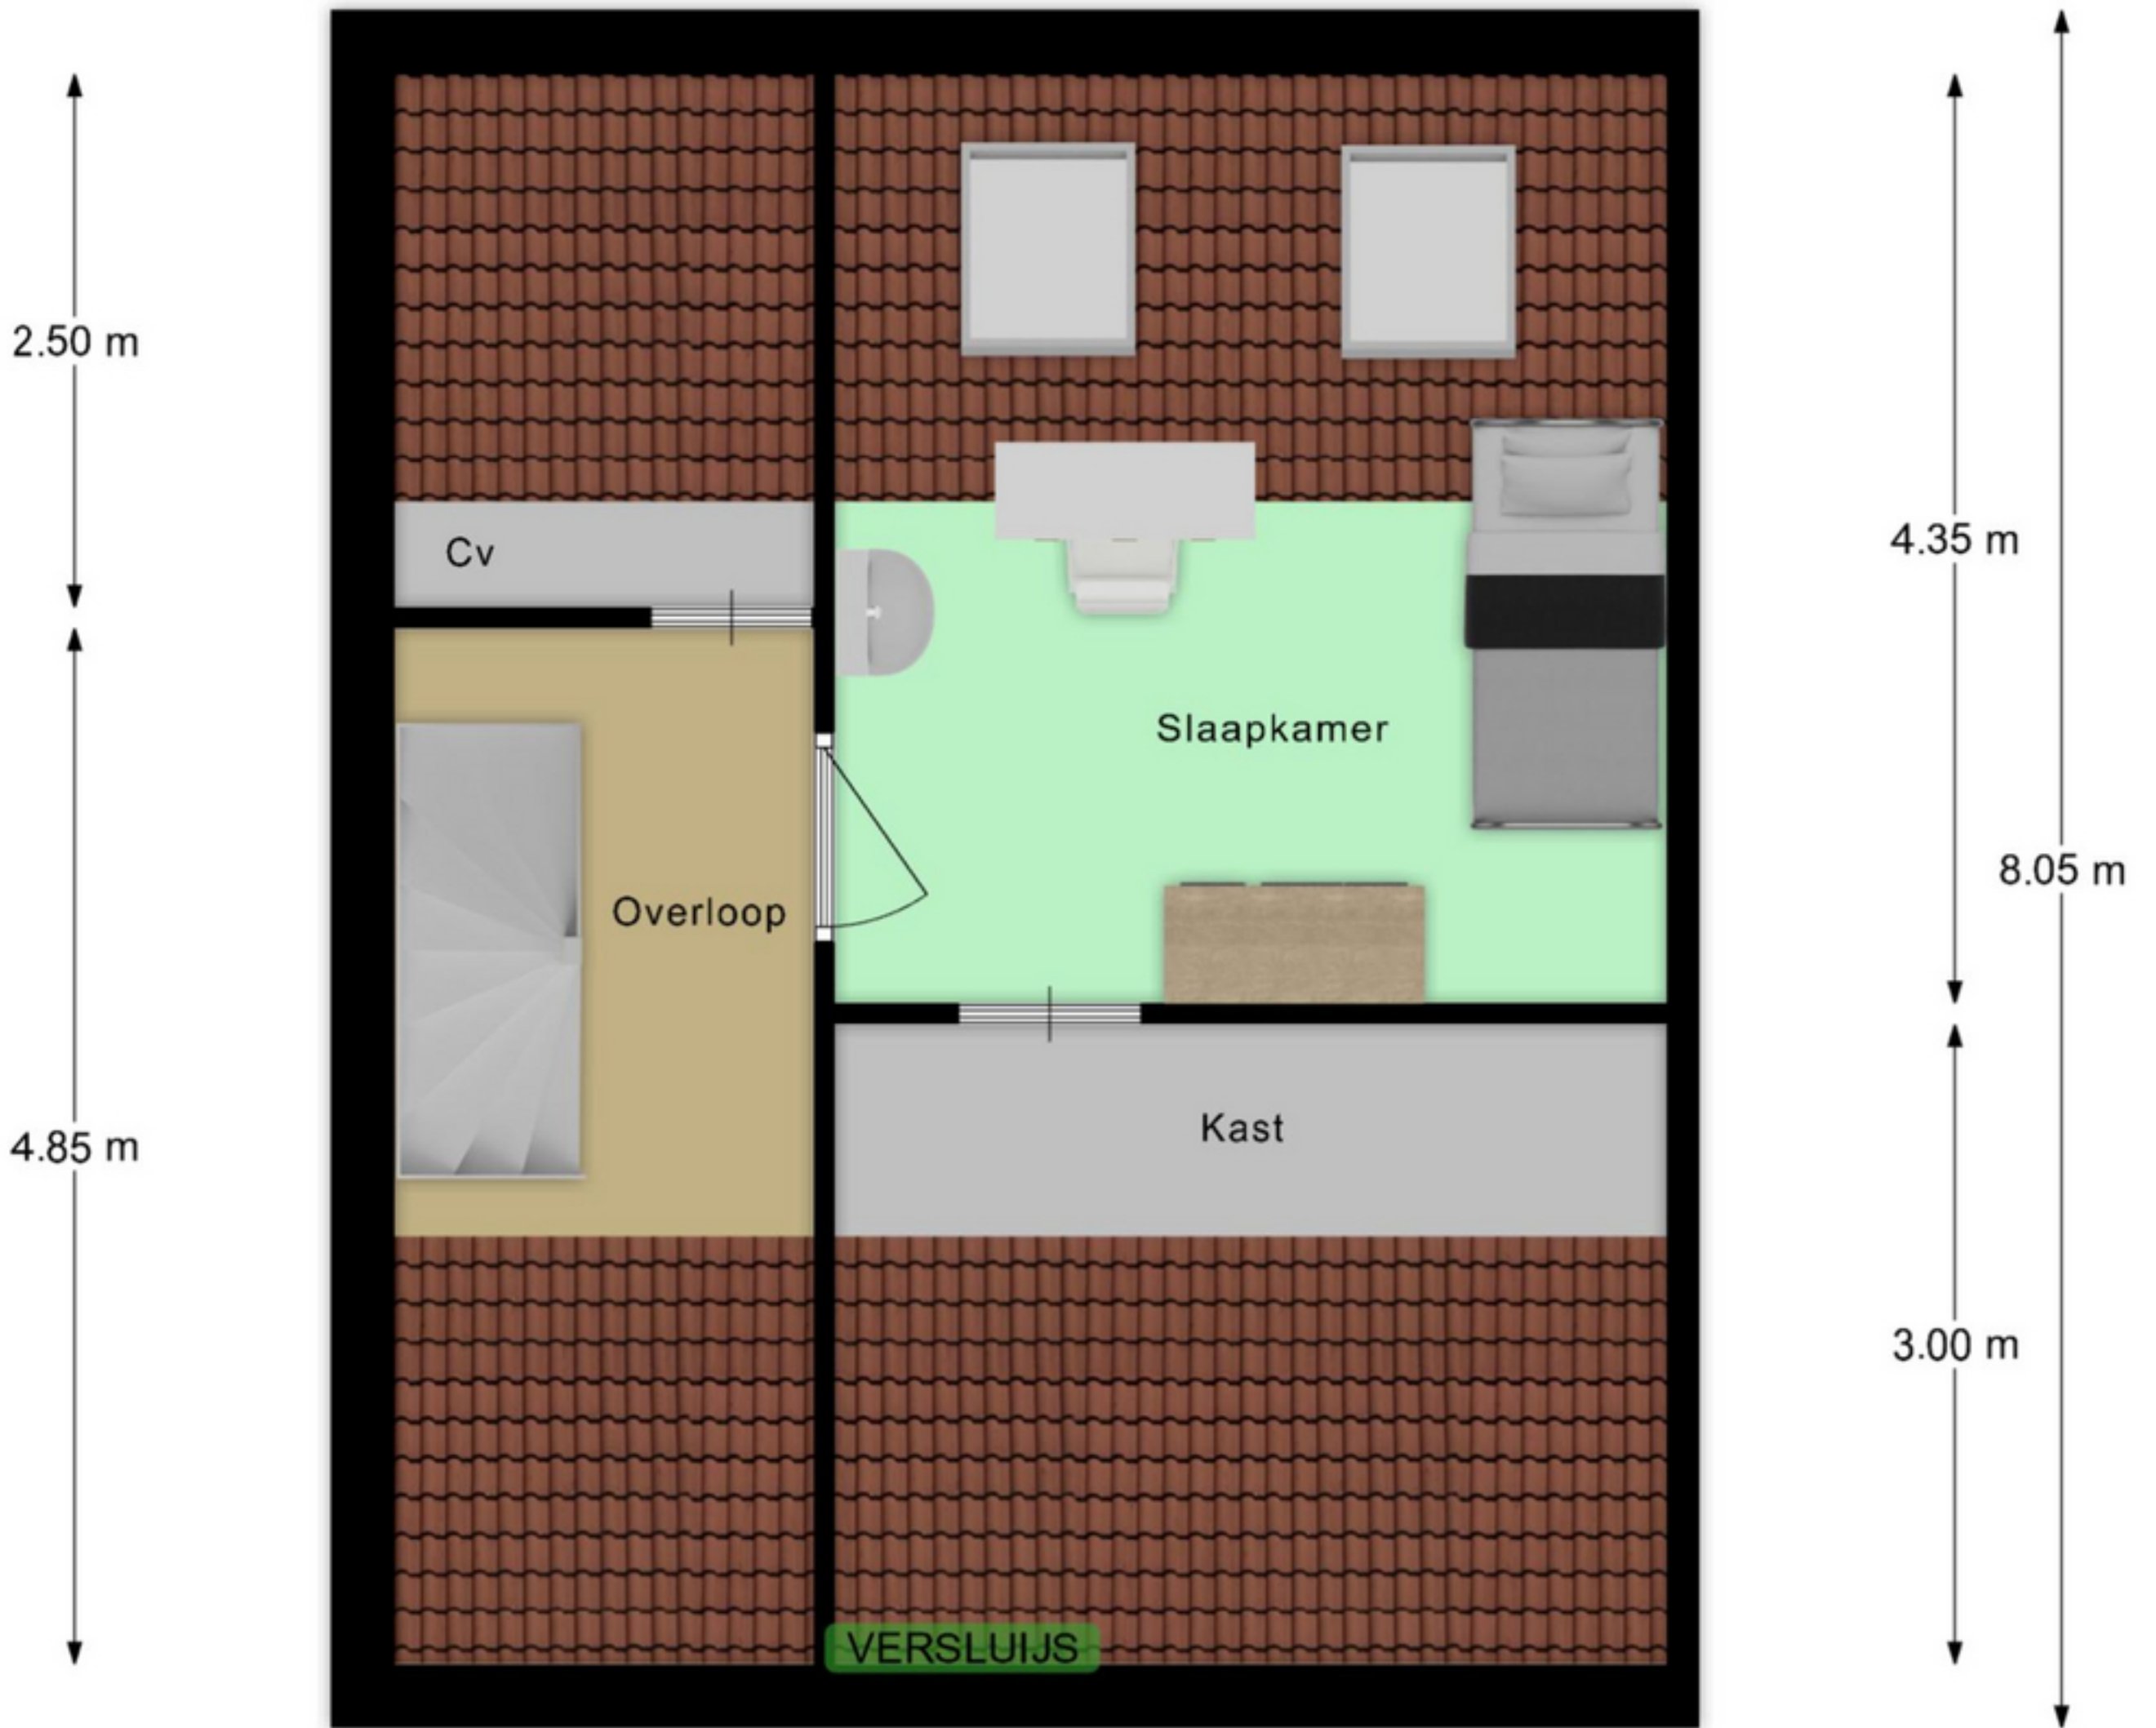 2.50 m
Cv
4.35 m
Slaapkamer
8.05 m
Overloop
Kast
4.85 m
3.00 m
VERSLUIJS